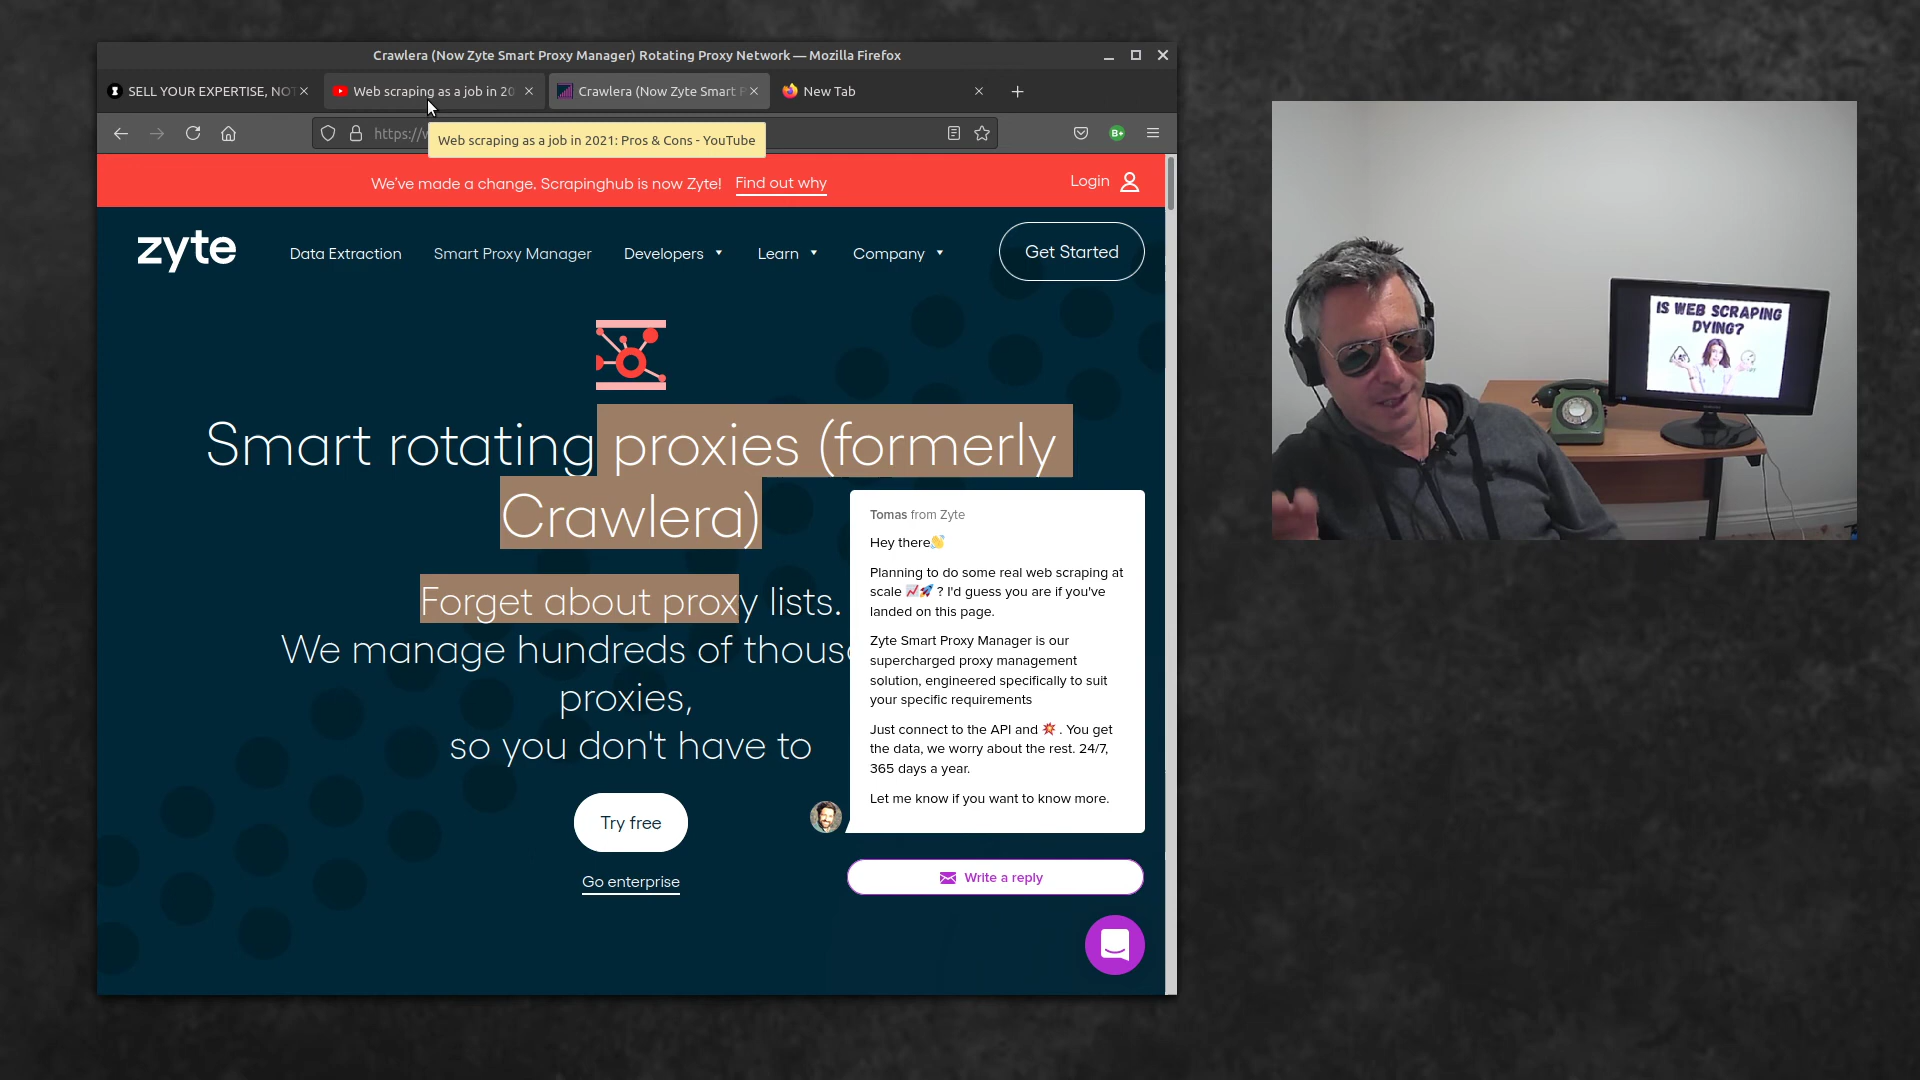 Crawlera (Now Zyte Smart Proxy Manager) Rotating Proxy Network — Mozilla Firefox
SELL YOUR EXPERTISE, NOT
Web scraping as a job in 20
Crawlera (Now Zyte Smart P
New Tab
https://w
B+
Web scraping as a job in 2021: Pros & Cons - YouTube
We've made a change. Scrapinghub is now Zyte! Find out why
Login
zyte
Data Extraction
Smart Proxy Manager
Developers
Learn
Company
Get Started
Smart rotating proxies (formerly
Crawlera)
Forget about proxy lists.
We manage hundreds of thous
proxies,
so you don't have to
Try free
Go enterprise
Tomas from Zyte
Hey there
Planning to do some real web scraping at
scale 📈🚀 ? I'd guess you are if you've
landed on this page.
Zyte Smart Proxy Manager is our
supercharged proxy management
solution, engineered specifically to suit
your specific requirements
Just connect to the API and 💥 . You get
the data, we worry about the rest. 24/7,
365 days a year.
Let me know if you want to know more.
Write a reply
IS WEB SCRAPING
DYING?